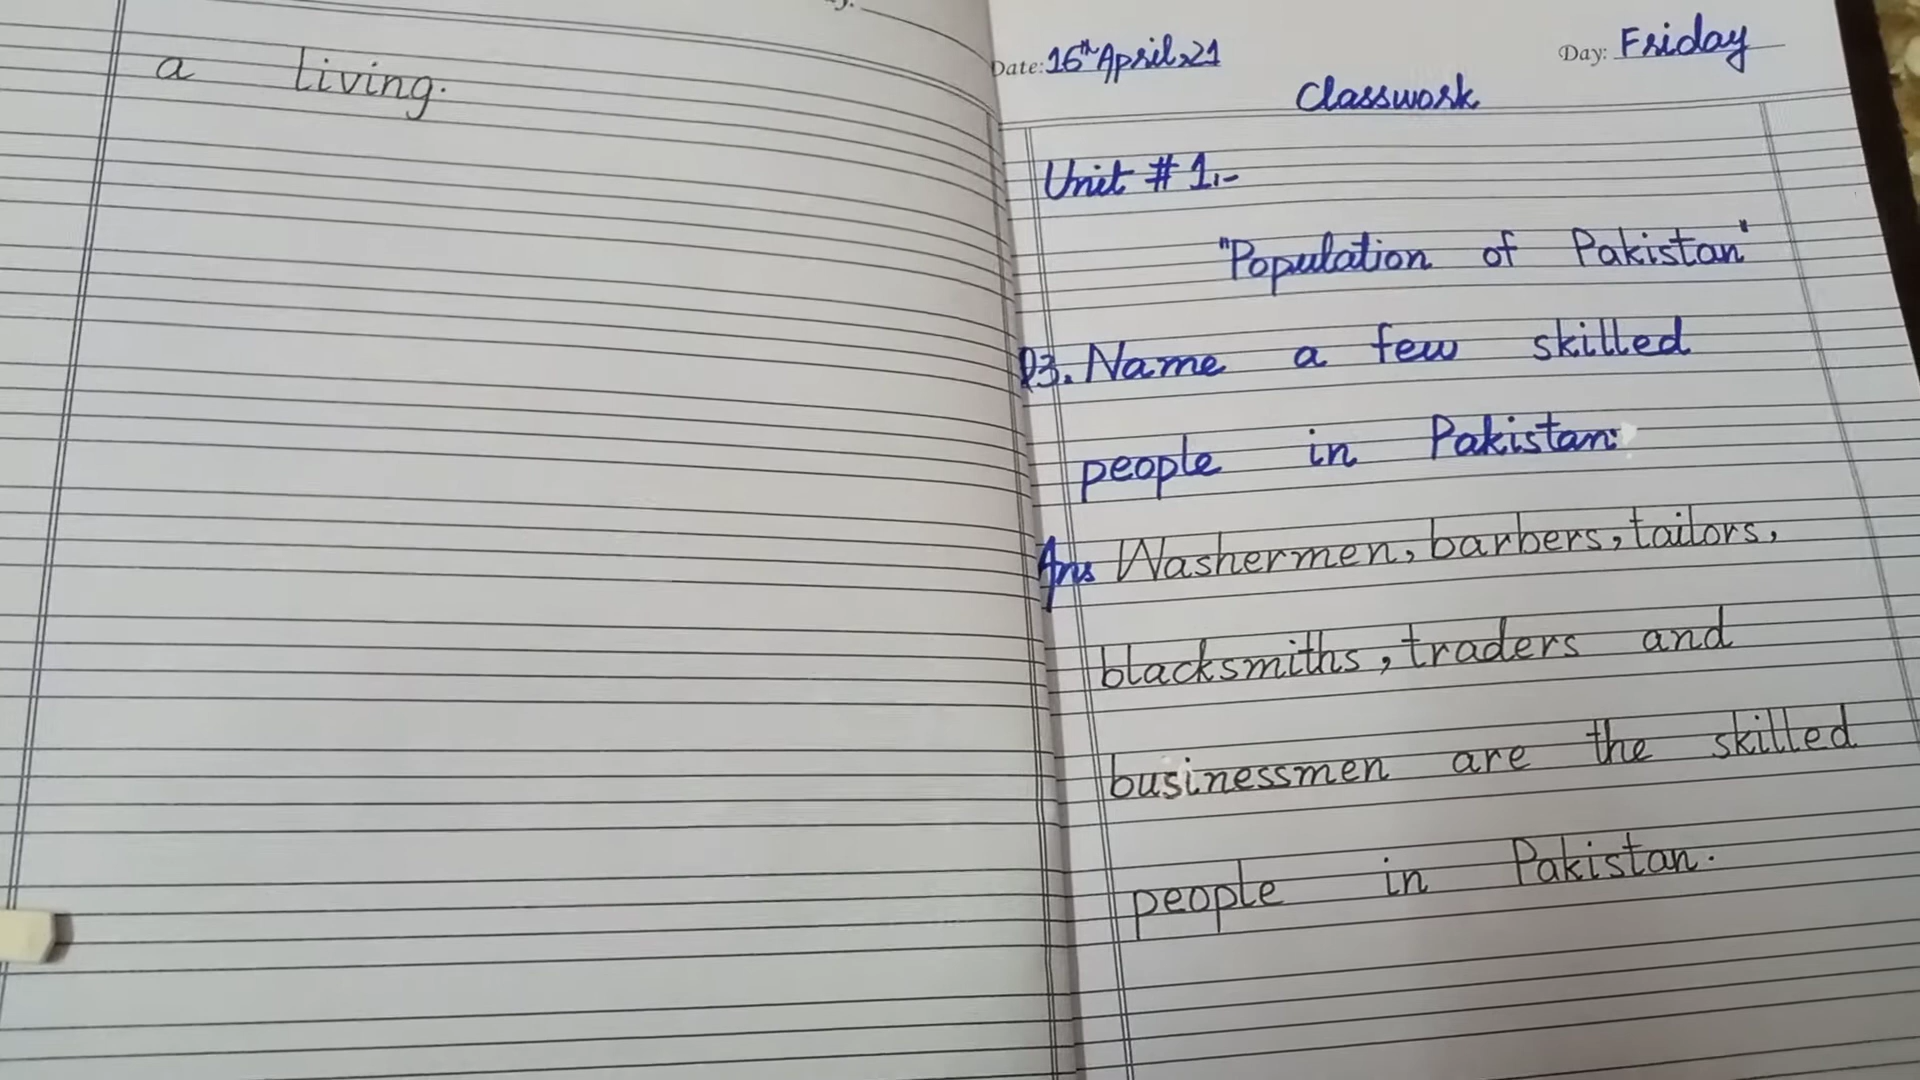 a living.
Date: 16th April, 21
Day: Friday
Classwork
Unit # 1.-
"Population of Pakistan"
Q3. Name a few skilled
people in Pakistan.
Ans Washermen, barbers, tailors,
blacksmiths, traders and
businessmen are the skilled
people in Pakistan.